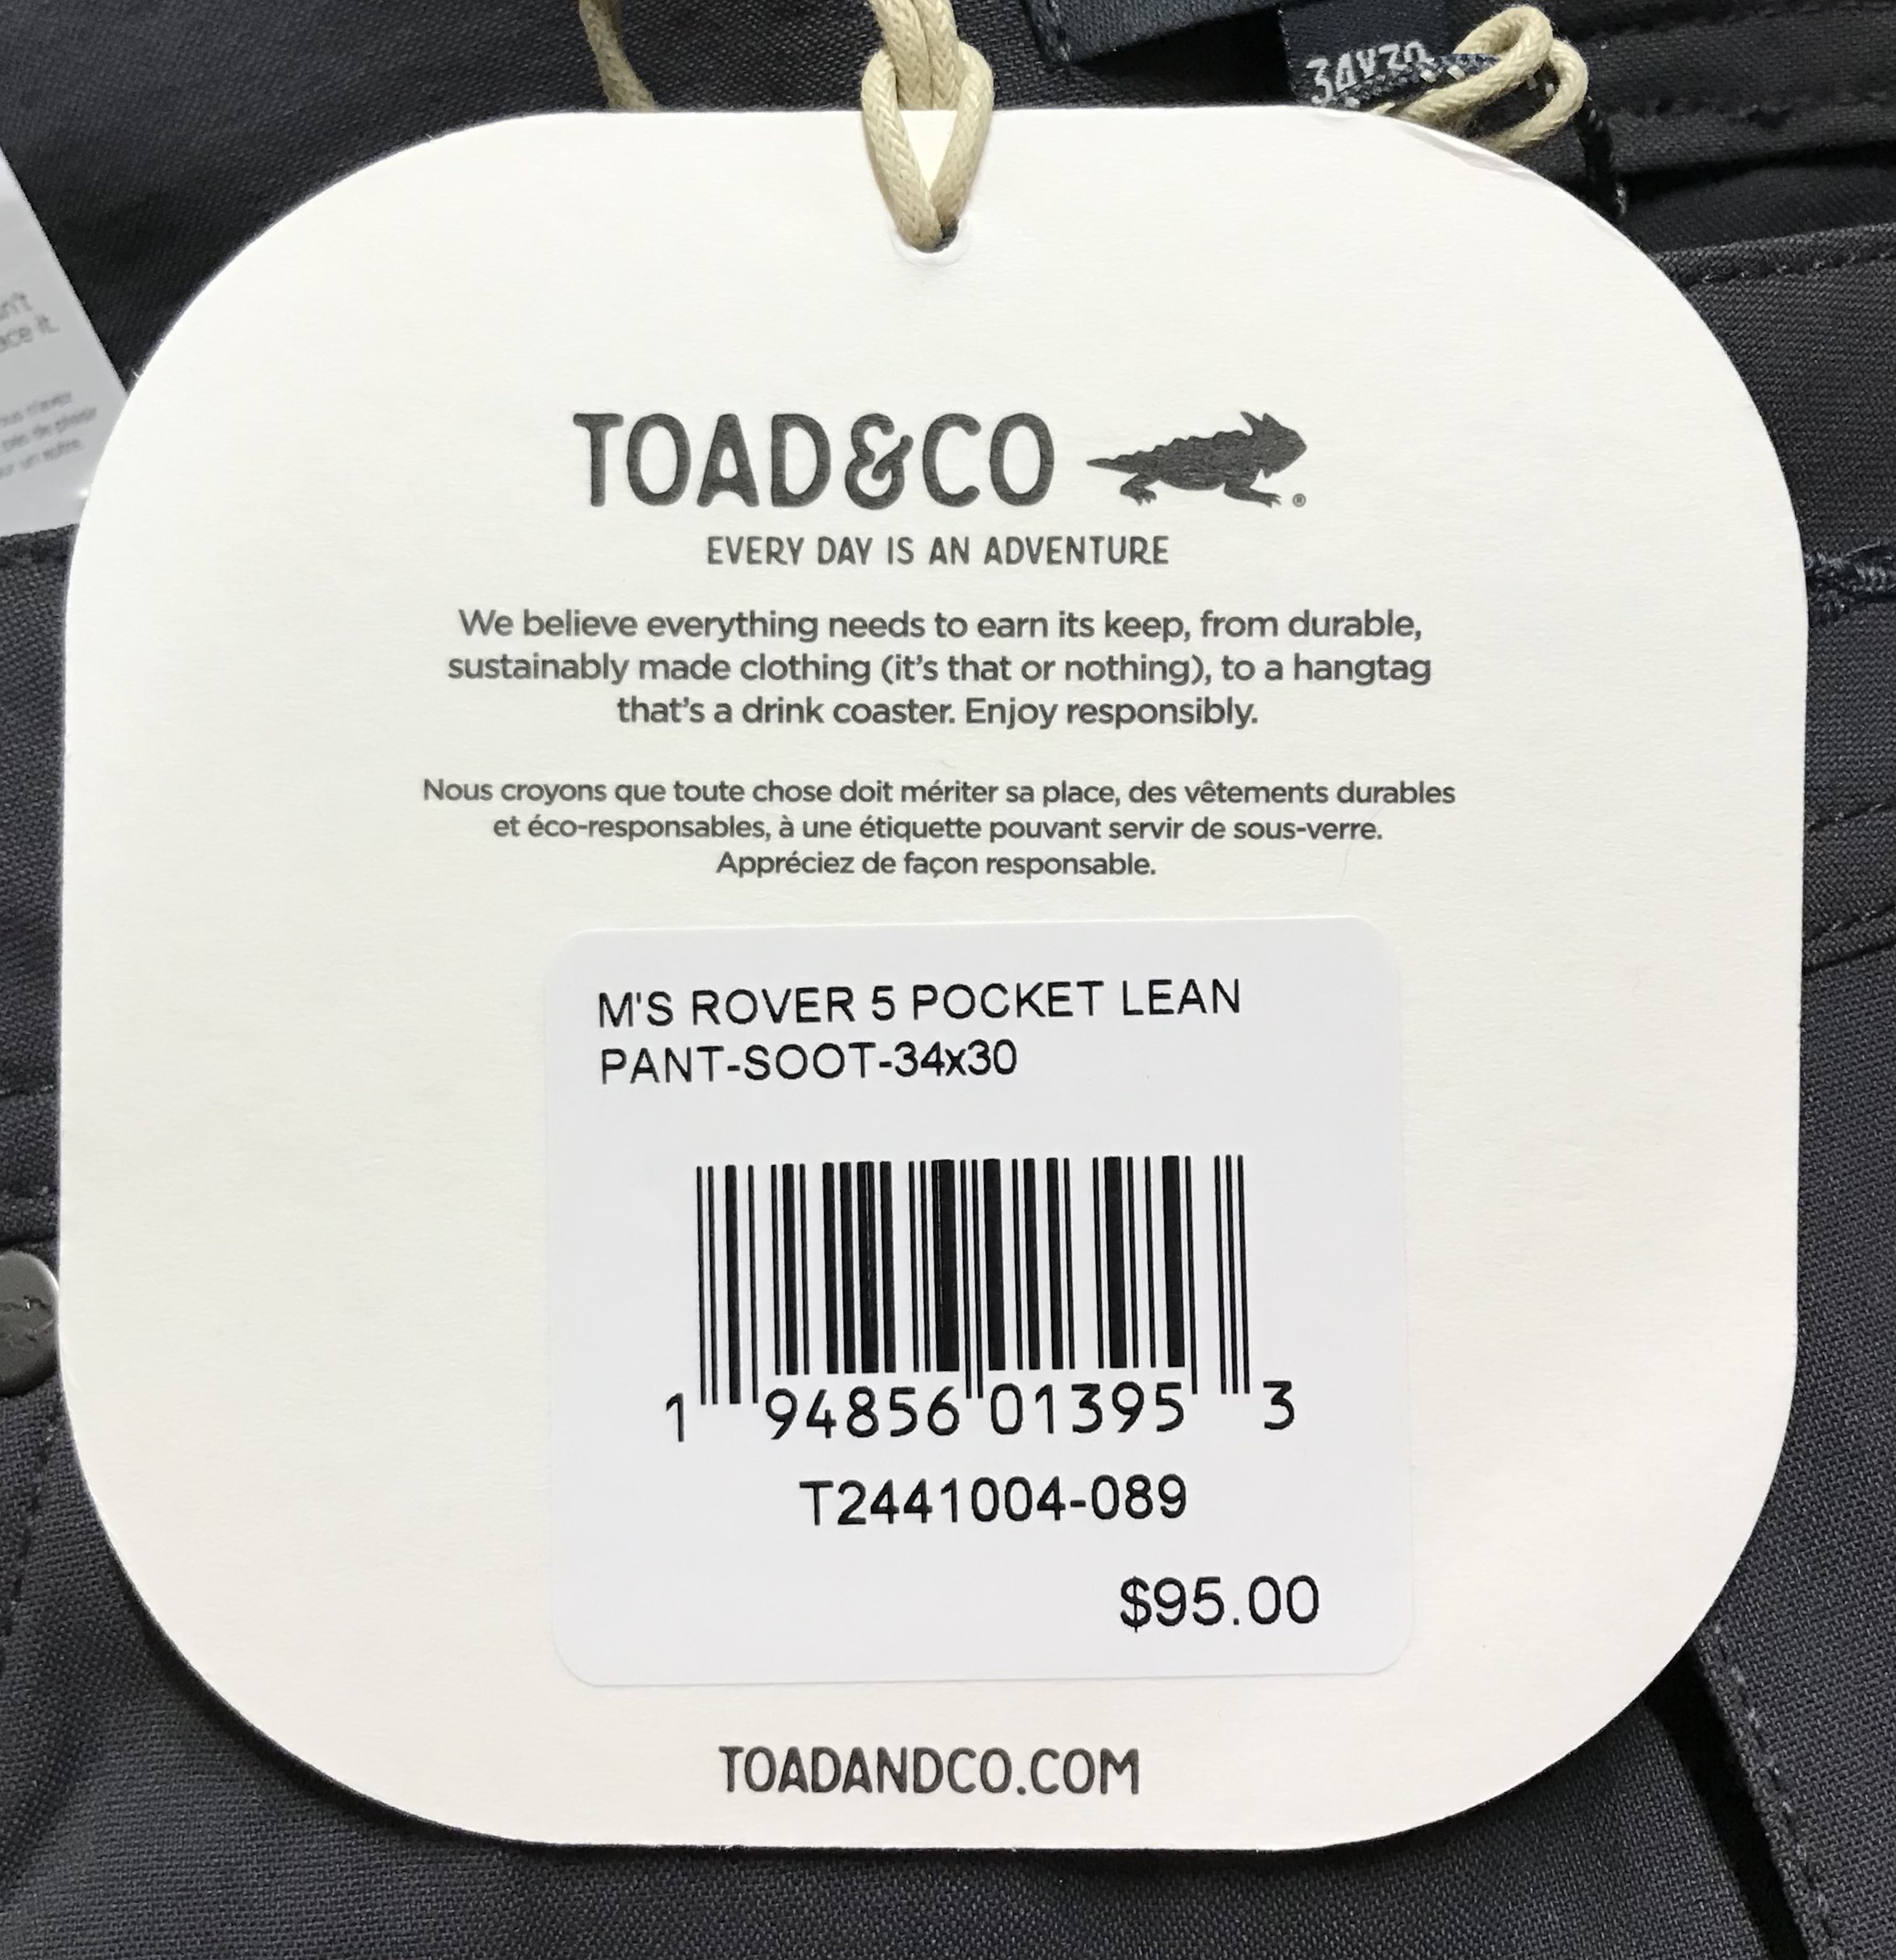 34X30
n't
ace it.
TOAD&CO ®
EVERY DAY IS AN ADVENTURE
We believe everything needs to earn its keep, from durable,
sustainably made clothing (it's that or nothing), to a hangtag
that's a drink coaster. Enjoy responsibly.
Nous croyons que toute chose doit mériter sa place, des vêtements durables
et éco-responsables, à une étiquette pouvant servir de sous-verre.
Appréciez de façon responsable.
M'S ROVER 5 POCKET LEAN
PANT-SOOT-34x30
1 94856 01395 3
T2441004-089
$95.00
TOADANDCO.COM